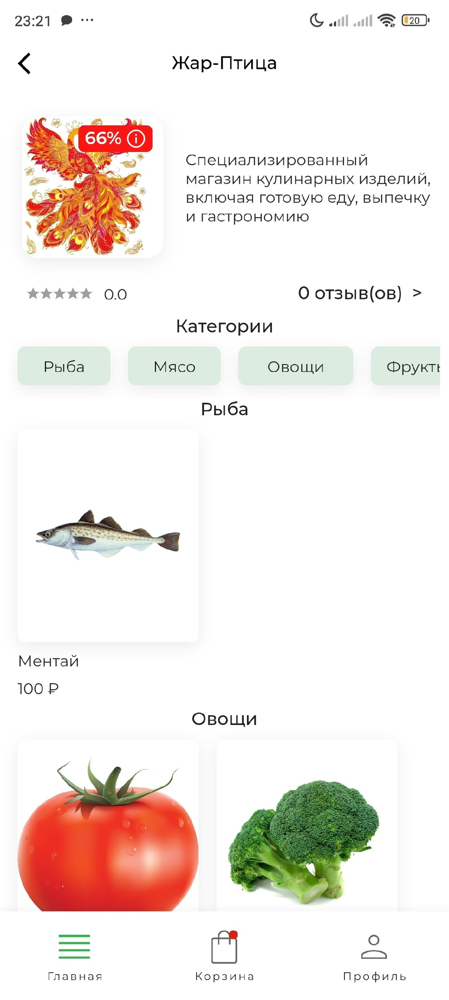 23:21
20
Жар-Птица
66%
Специализированный
магазин кулинарных изделий,
включая готовую еду, выпечку
и гастрономию
0.0
0 отзыв(ов) >
Категории
Рыба
Мясо
Овощи
Фрукты
Рыба
Ментай
100 ₽
Овощи
Главная
Корзина
Профиль